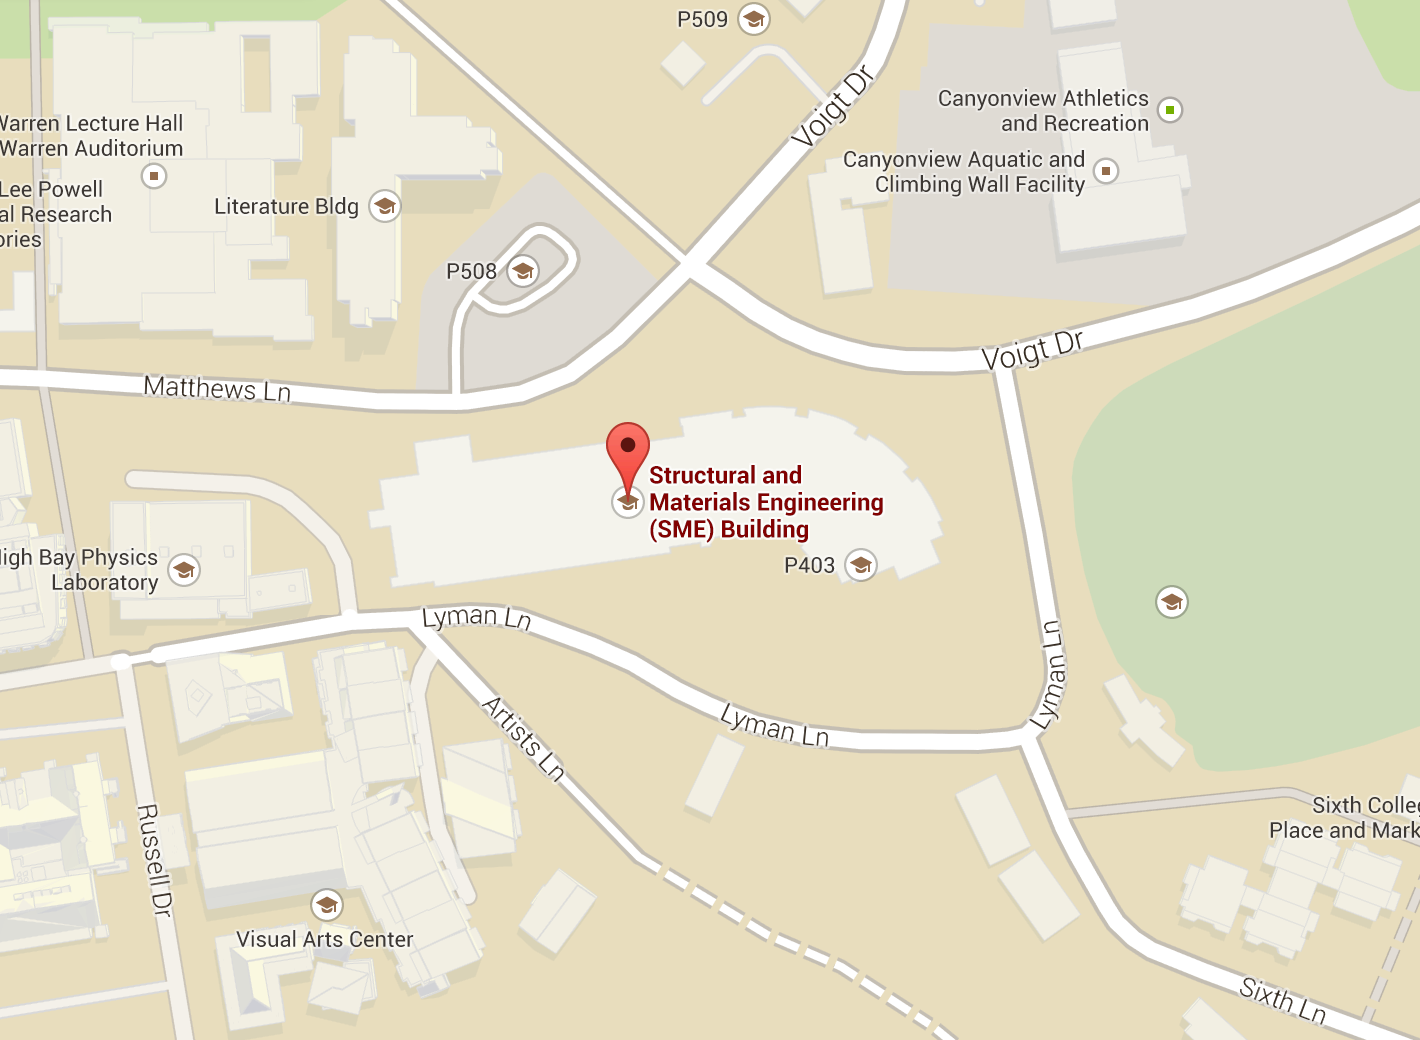 P509
Voigt Dr
Canyonview Athletics
and Recreation
Warren Lecture Hall
Warren Auditorium
Canyonview Aquatic and
Climbing Wall Facility
Lee Powell
al Research
ories
Literature Bldg
P508
Voigt Dr
Matthews Ln
Structural and
Materials Engineering
(SME) Building
High Bay Physics
Laboratory
P403
Lyman Ln
Lyman Ln
Lyman Ln
Artists Ln
Russell Dr
Sixth Colleg
Place and Mark
Visual Arts Center
Sixth Ln